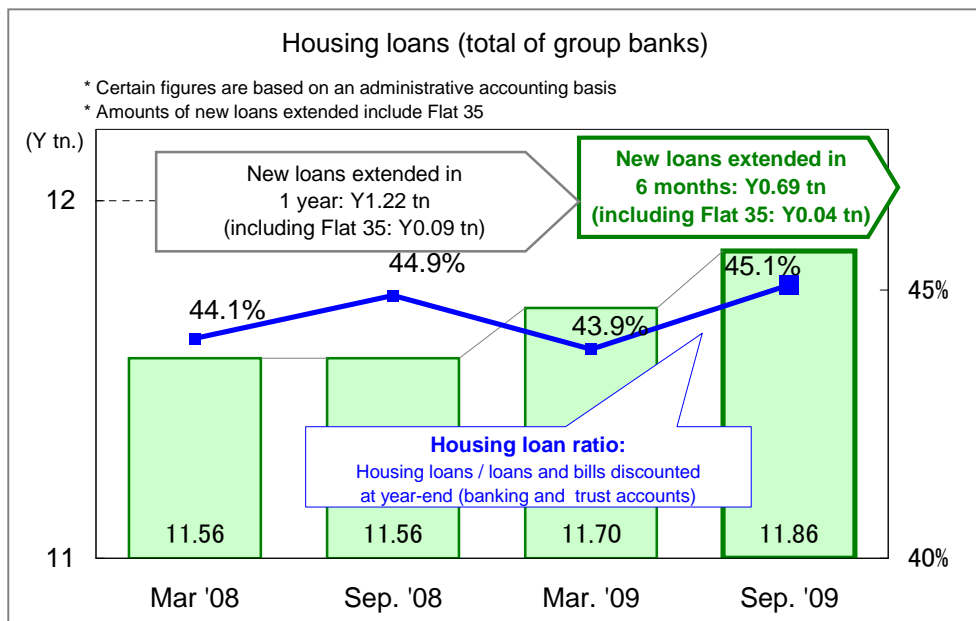 Housing loans (total of group banks)
* Certain figures are based on an administrative accounting basis
* Amounts of new loans extended include Flat 35
(Y tn.)
New loans extended in
1 year: Y1.22 tn
(including Flat 35: Y0.09 tn)
New loans extended in
6 months: Y0.69 tn
(including Flat 35: Y0.04 tn)
12
44.1%
44.9%
43.9%
45.1%
45%
Housing loan ratio:
Housing loans / loans and bills discounted
at year-end (banking and trust accounts)
11.56
11.56
11.70
11.86
11
40%
Mar '08
Sep. '08
Mar. '09
Sep. '09